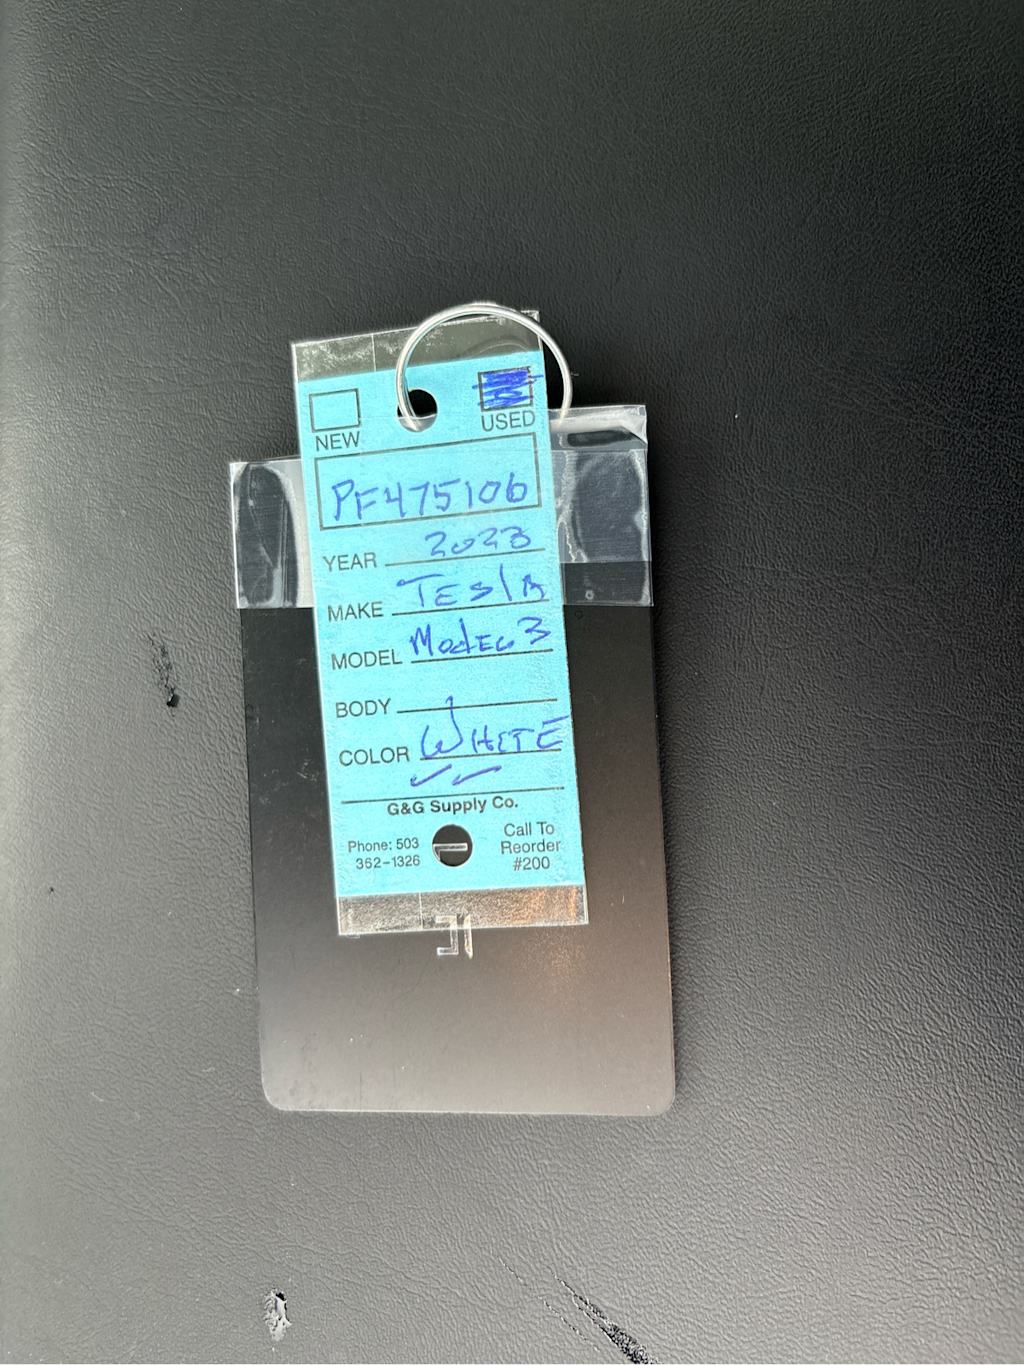 NEW USED
PF475106
YEAR 2023
MAKE TESlA
MODEL ModEL 3
BODY
COLOR WHITE
G&G Supply Co.
Phone: 503
362-1326
Call To
Reorder
#200